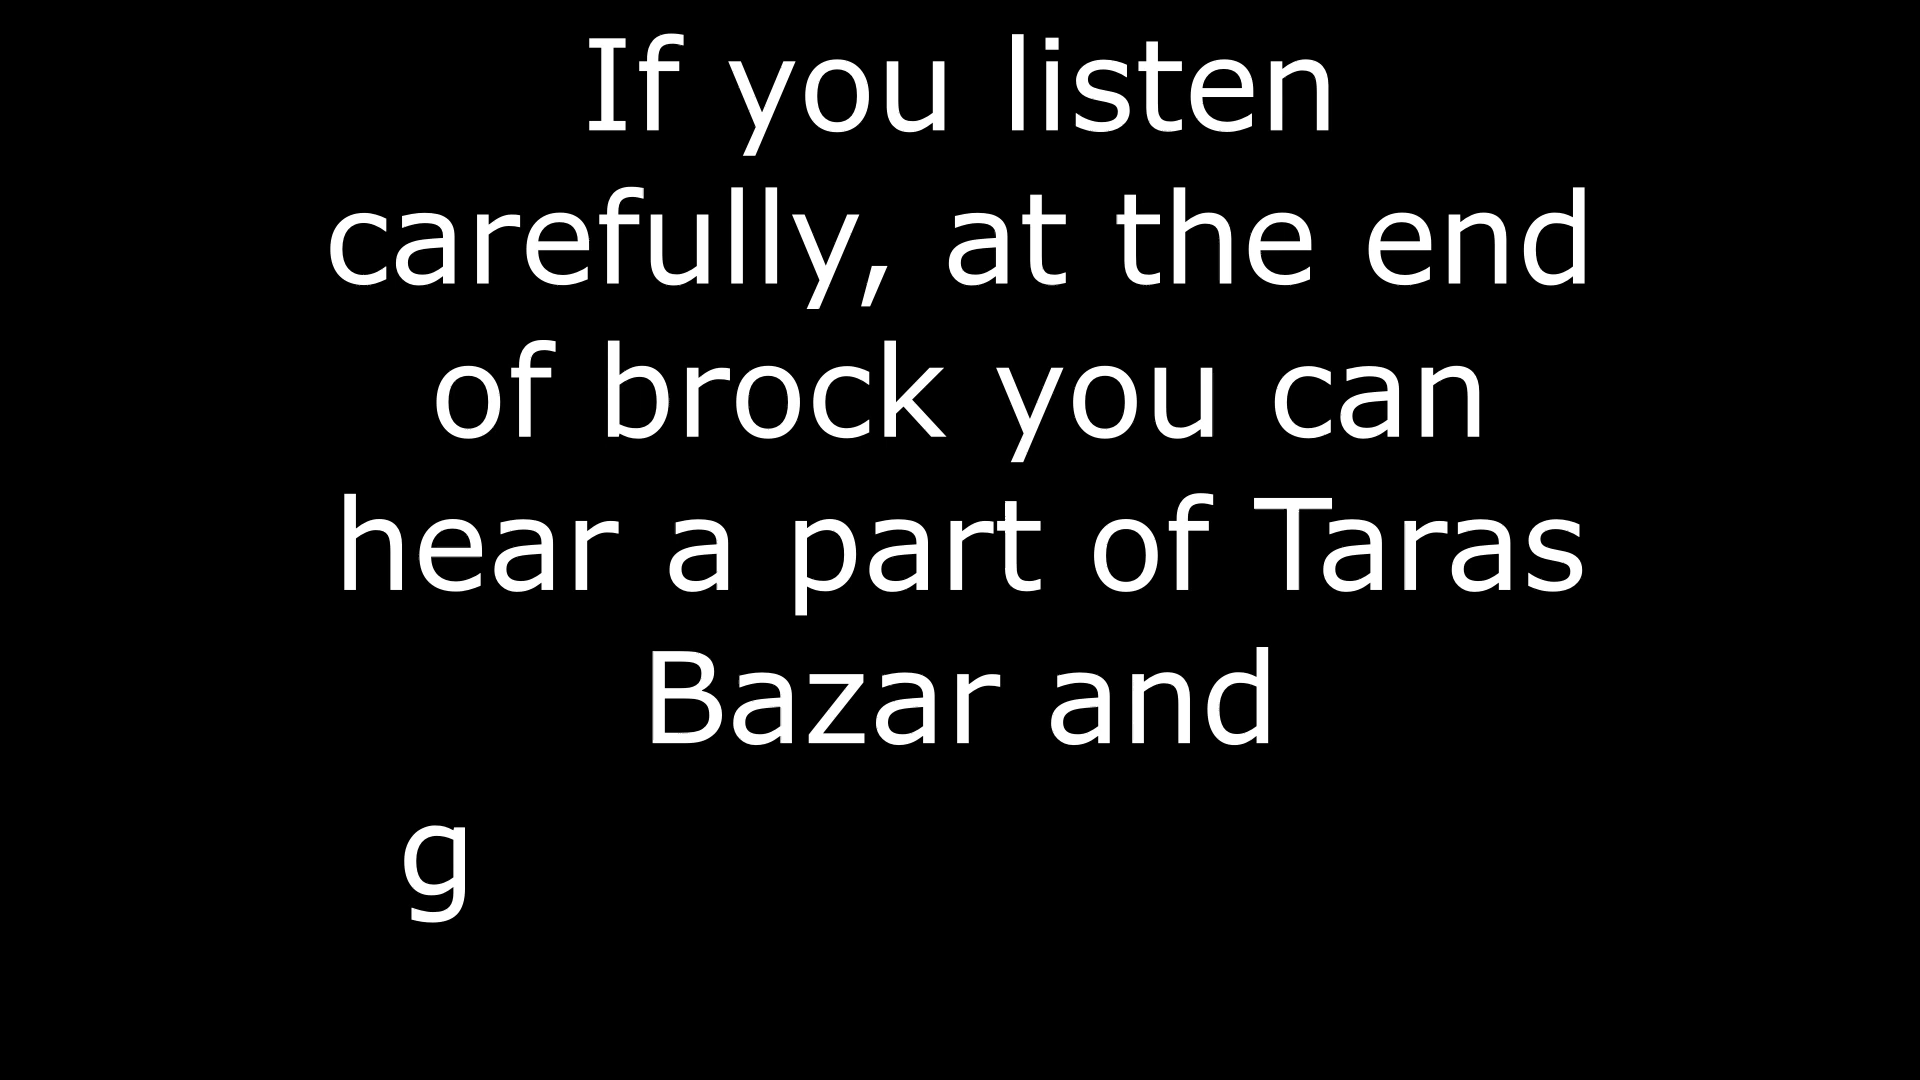 If you listen
carefully, at the end
of brock you can
hear a part of Taras
Bazar and
g